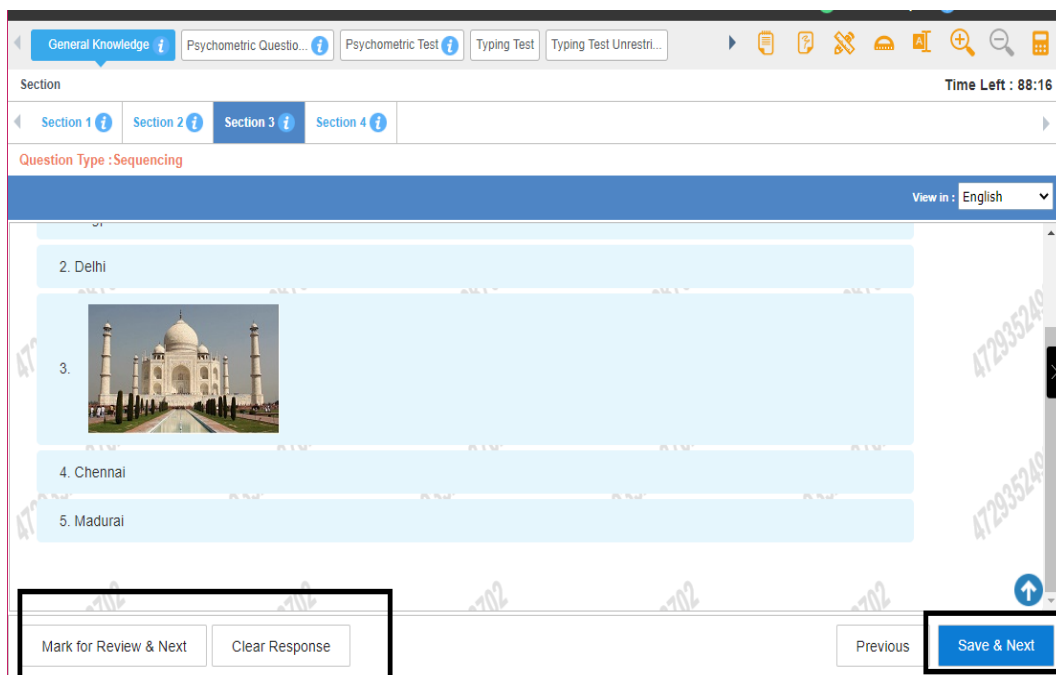 General Knowledge i Psychometric Questio... i Psychometric Test i Typing Test Typing Test Unrestri...
Section Time Left : 88:16
Section 1 i Section 2 i Section 3 i Section 4 i
Question Type :Sequencing
View in : English
2. Delhi
3.
4. Chennai
5. Madurai
472935249
472935249
Mark for Review & Next Clear Response Previous Save & Next